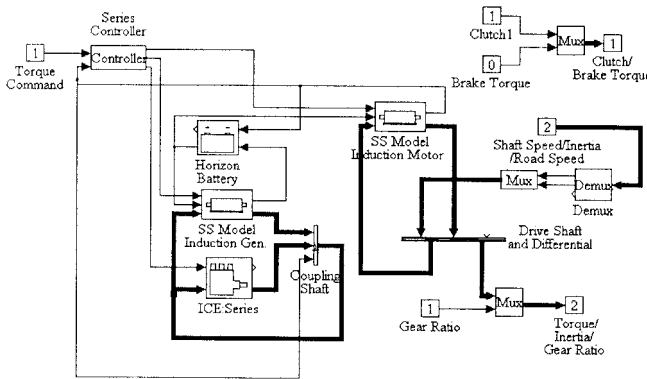 Series
Controller
1
Torque
Command
Controller
Horizon
Battery
SS Model
Induction Gen.
ICE Series
Coupling
Shaft
SS Model
Induction Motor
1
Clutch1
0
Brake Torque
Mux
1
Clutch/
Brake Torque
2
Shaft Speed/Inertia
/Road Speed
Mux
Demux
Demux
Drive Shaft
and Differential
1
Gear Ratio
Mux
2
Torque/
Inertia/
Gear Ratio